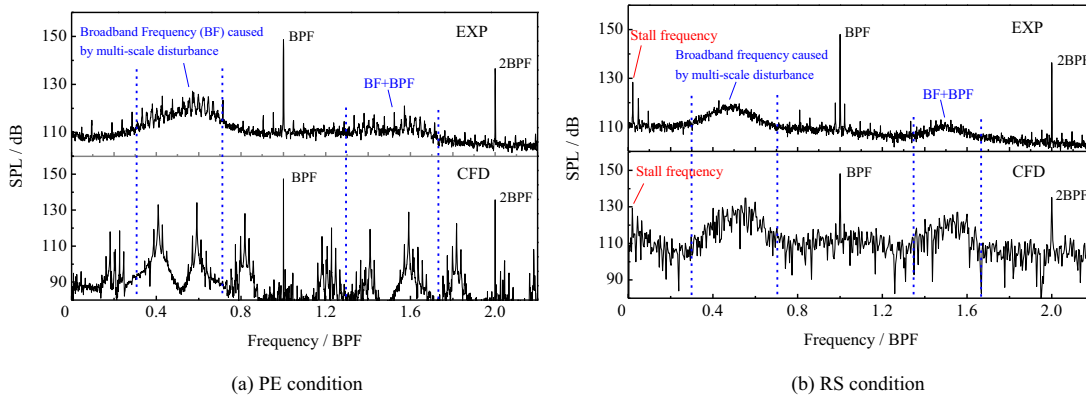 150
130
110
150
130
110
90
SPL / dB
Broadband Frequency (BF) caused
by multi-scale disturbance
BPF
EXP
2BPF
BF+BPF
CFD
BPF
2BPF
0
0.4
0.8
1.2
1.6
2.0
Frequency / BPF
(a) PE condition
150
130
110
150
130
110
90
SPL / dB
Stall frequency
Broadband frequency caused
by multi-scale disturbance
BPF
EXP
2BPF
BF+BPF
Stall frequency
BPF
CFD
2BPF
0
0.4
0.8
1.2
1.6
2.0
Frequency / BPF
(b) RS condition